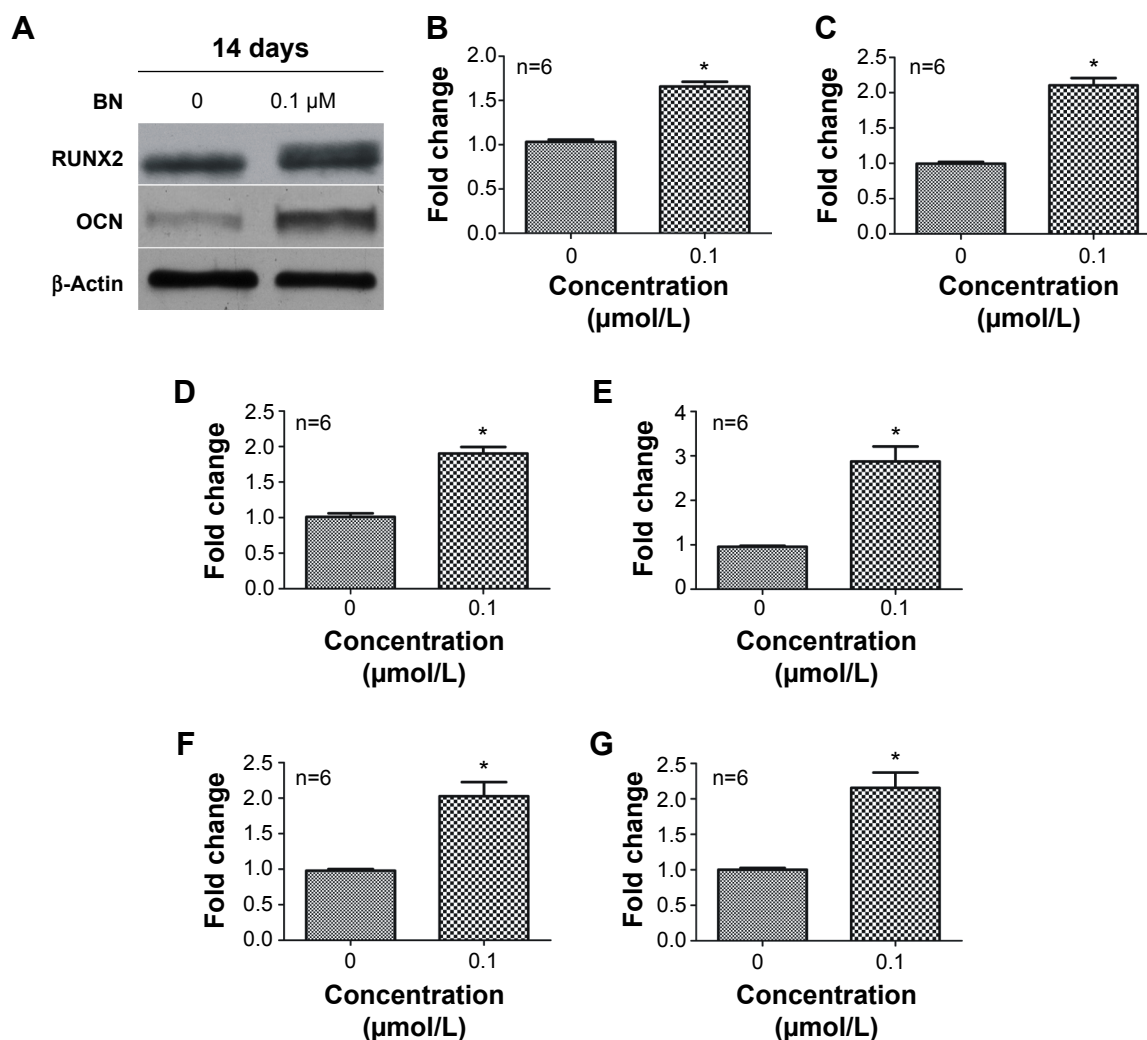 A
14 days
BN 0 0.1 µM
RUNX2
OCN
β-Actin
B
n=6
*
Fold change
2.0
1.5
1.0
0.5
0.0
0 0.1
Concentration
(µmol/L)
C
n=6
*
Fold change
2.5
2.0
1.5
1.0
0.5
0.0
0 0.1
Concentration
(µmol/L)
D
n=6
*
Fold change
2.5
2.0
1.5
1.0
0.5
0.0
0 0.1
Concentration
(µmol/L)
E
n=6
*
Fold change
4
3
2
1
0
0 0.1
Concentration
(µmol/L)
F
n=6
*
Fold change
2.5
2.0
1.5
1.0
0.5
0.0
0 0.1
Concentration
(µmol/L)
G
n=6
*
Fold change
2.5
2.0
1.5
1.0
0.5
0.0
0 0.1
Concentration
(µmol/L)